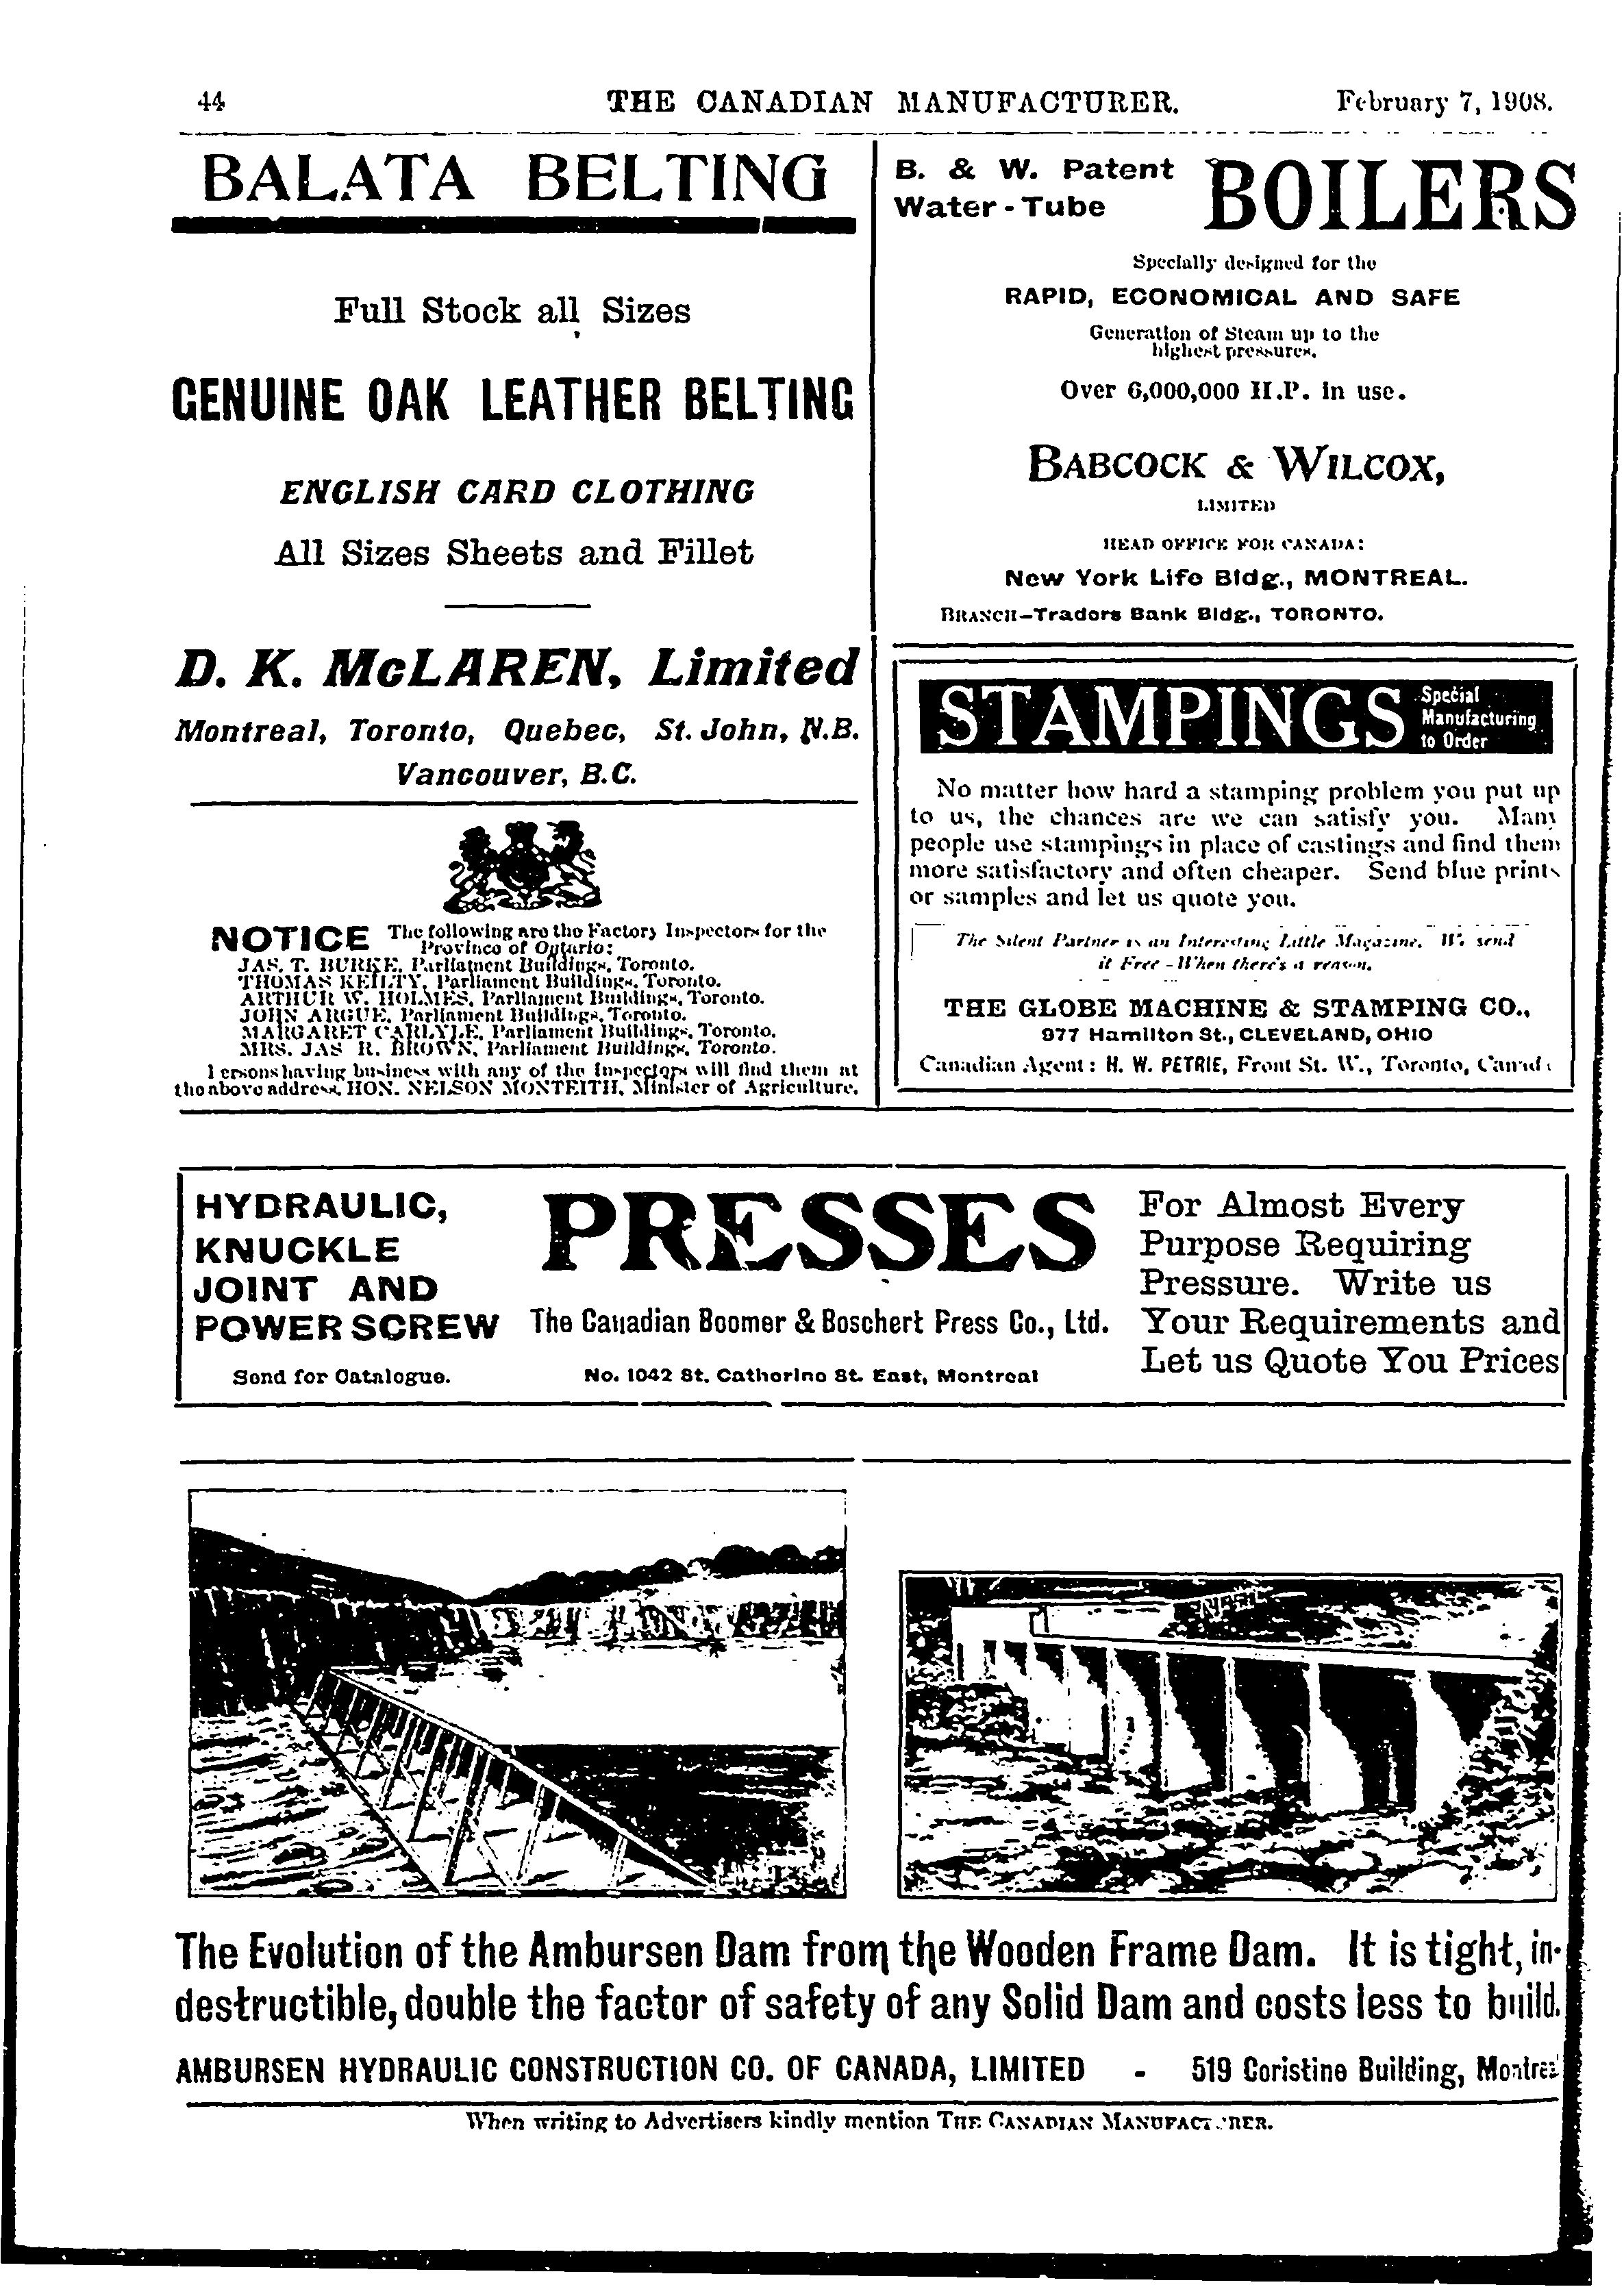 44
THE CANADIAN MANUFACTURER.
February 7, 1908.
BALATA BELTING
Full Stock all Sizes
GENUINE OAK LEATHER BELTING
ENGLISH CARD CLOTHING
All Sizes Sheets and Fillet
D. K. McLAREN, Limited
Montreal, Toronto, Quebec, St. John, N.B.
Vancouver, B.C.
NOTICE The following are the Factory Inspectors for the
Province of Ontario:
JAS. T. BURKE, Parliament Buildings, Toronto.
THOMAS KEILTY, Parliament Buildings, Toronto.
ARTHUR W. HOLMES, Parliament Buildings, Toronto.
JOHN ARGUE, Parliament Buildings, Toronto.
MARGARET CARLYLE, Parliament Buildings, Toronto.
MRS. JAS R. BROWN, Parliament Buildings, Toronto.
Persons having business with any of the Inspectors will find them at
the above address. HON. NELSON MONTEITH, Minister of Agriculture.
B. & W. Patent
Water-Tube
BOILERS
Specially designed for the
RAPID, ECONOMICAL AND SAFE
Generation of Steam up to the
highest pressures.
Over 6,000,000 H.P. in use.
BABCOCK & WILCOX,
LIMITED
HEAD OFFICE FOR CANADA:
New York Life Bldg., MONTREAL.
BRANCH—Traders Bank Bldg., TORONTO.
STAMPINGS
Special
Manufacturing
to Order
No matter how hard a stamping problem you put up
to us, the chances are we can satisfy you. Many
people use stampings in place of castings and find them
more satisfactory and often cheaper. Send blue prints
or samples and let us quote you.
The Silent Partner is an Interesting Little Magazine. We send
it Free—When there's a reason.
THE GLOBE MACHINE & STAMPING CO.,
977 Hamilton St., CLEVELAND, OHIO
Canadian Agent: H. W. PETRIE, Front St. W., Toronto, Canada
HYDRAULIC,
KNUCKLE
JOINT AND
POWER SCREW
Send for Catalogue.
PRESSES
The Canadian Boomer & Boschert Press Co., Ltd.
No. 1042 St. Catherine St. East, Montreal
For Almost Every
Purpose Requiring
Pressure. Write us
Your Requirements and
Let us Quote You Prices
The Evolution of the Ambursen Dam from the Wooden Frame Dam. It is tight, in-
destructible, double the factor of safety of any Solid Dam and costs less to build.
AMBURSEN HYDRAULIC CONSTRUCTION CO. OF CANADA, LIMITED - 519 Coristine Building, Montreal
When writing to Advertisers kindly mention THE CANADIAN MANUFACTURER.